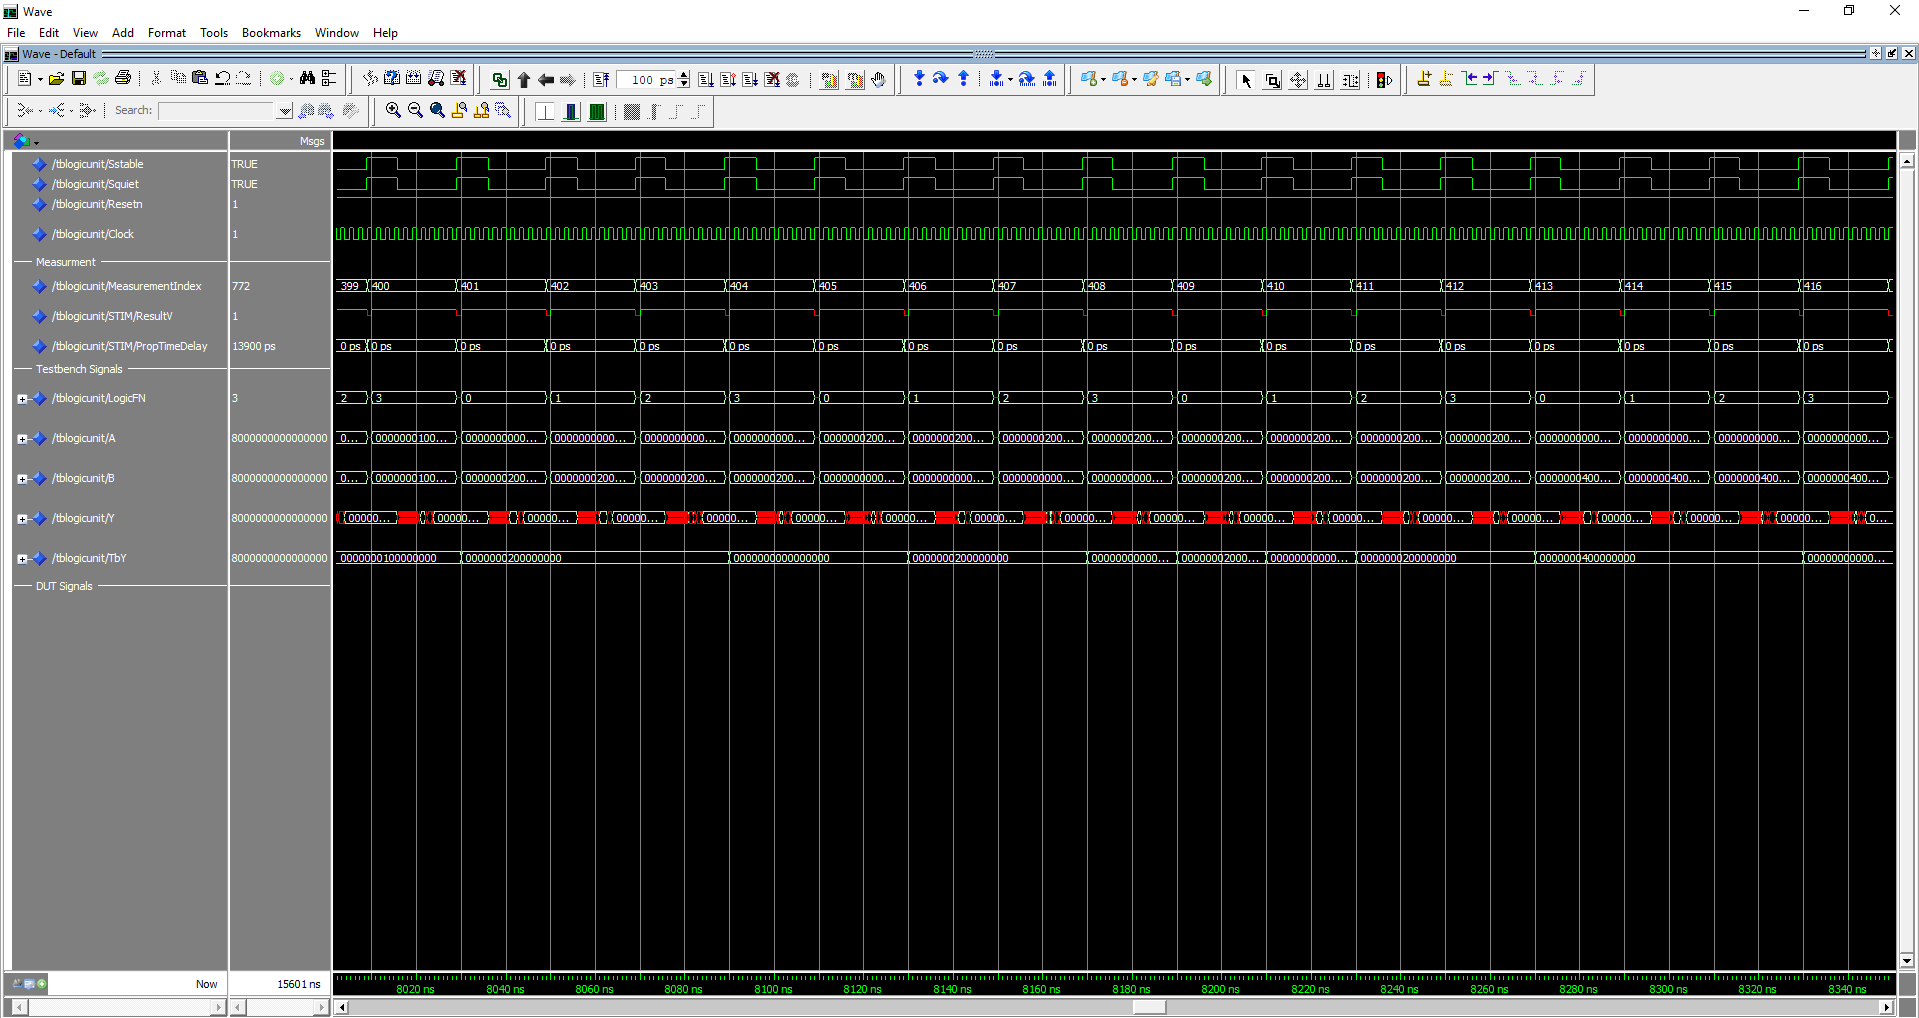 Wave
File Edit View Add Format Tools Bookmarks Window Help
Wave - Default
100 ps
Search:
Msgs
/tblogicunit/Sstable TRUE
/tblogicunit/Squiet TRUE
/tblogicunit/Resetn 1
/tblogicunit/Clock 1
Measurment
/tblogicunit/MeasurementIndex 772 399 400 401 402 403 404 405 406 407 408 409 410 411 412 413 414 415 416
/tblogicunit/STIM/ResultV 1
/tblogicunit/STIM/PropTimeDelay 13900 ps 0 ps 0 ps 0 ps 0 ps 0 ps 0 ps 0 ps 0 ps 0 ps 0 ps 0 ps 0 ps 0 ps 0 ps 0 ps 0 ps 0 ps 0 ps
Testbench Signals
/tblogicunit/LogicFN 3 2 3 0 1 2 3 0 1 2 3 0 1 2 3 0 1 2 3
/tblogicunit/A 8000000000000000 0... 0000000100... 0000000000... 0000000000... 0000000000... 0000000000... 0000000200... 0000000200... 0000000200... 0000000200... 0000000200... 0000000200... 0000000200... 0000000200... 0000000000... 0000000000... 0000000000... 0000000000...
/tblogicunit/B 8000000000000000 0... 0000000100... 0000000200... 0000000200... 0000000200... 0000000200... 0000000000... 0000000000... 0000000000... 0000000000... 0000000200... 0000000200... 0000000200... 0000000200... 0000000400... 0000000400... 0000000400... 0000000400...
/tblogicunit/Y 8000000000000000 00000... 00000... 00000... 00000... 00000... 00000... 00000... 00000... 00000... 00000... 00000... 00000... 00000... 00000... 00000... 00000... 00000... 0...
/tblogicunit/TbY 8000000000000000 0000000100000000 0000000200000000 0000000000000000 0000000200000000 0000000000... 0000002000... 0000000000... 0000000200000000 0000000400000000 00000000000...
DUT Signals
Now 15601 ns
8020 ns 8040 ns 8060 ns 8080 ns 8100 ns 8120 ns 8140 ns 8160 ns 8180 ns 8200 ns 8220 ns 8240 ns 8260 ns 8280 ns 8300 ns 8320 ns 8340 ns